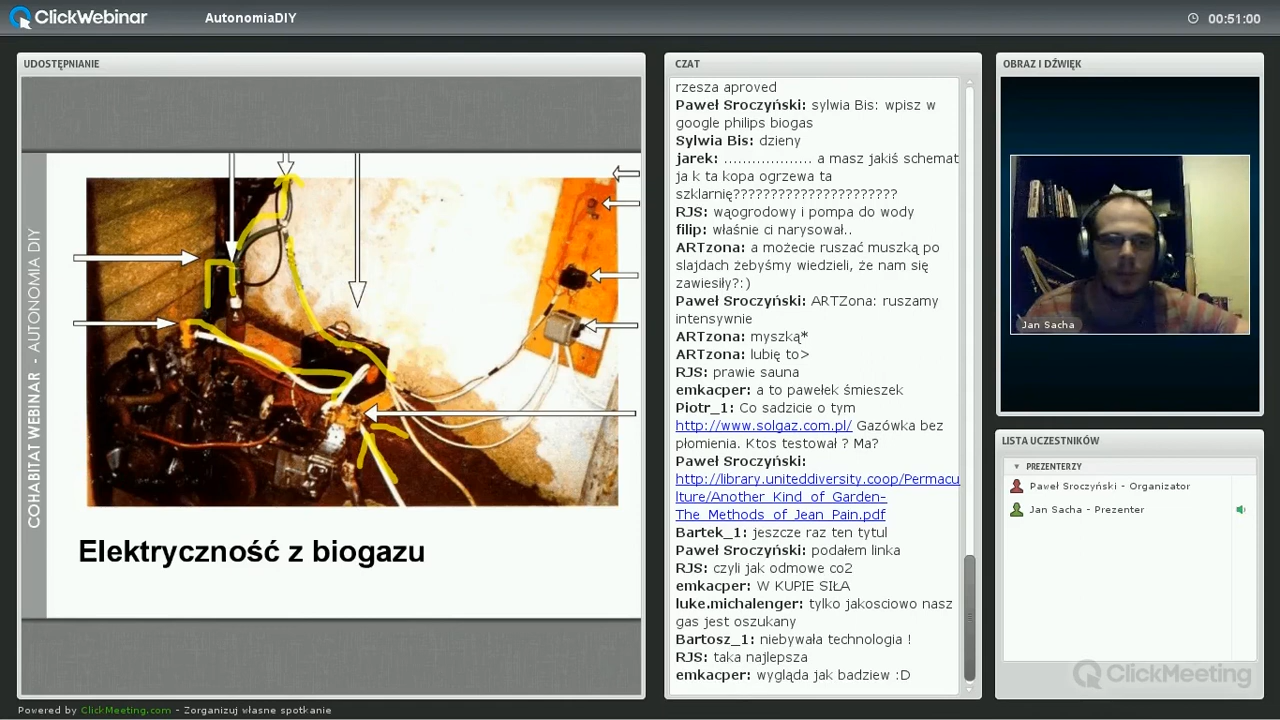 ClickWebinar
AutonomiaDIY
00:51:00
UDOSTĘPNIANIE
COHABITAT WEBINAR - AUTONOMIA DIY
Elektryczność z biogazu
CZAT
rzesza aproved
Paweł Sroczyński: sylwia Bis: wpisz w
google philips biogas
Sylwia Bis: dzieny
jarek: ................... a masz jakiś schemat
ja k ta kopa ogrzewa ta
szklarnię???????????????????????
RJS: wąogrodowy i pompa do wody
filip: właśnie ci narysował..
ARTzona: a możecie ruszać muszką po
slajdach żebyśmy wiedzieli, że nam się
zawiesiły?:)
Paweł Sroczyński: ARTZona: ruszamy
intensywnie
ARTzona: myszką*
ARTzona: lubię to>
RJS: prawie sauna
emkacper: a to pawełek śmieszek
Piotr_1: Co sadzicie o tym
http://www.solgaz.com.pl/ Gazówka bez
płomienia. Ktos testował ? Ma?
Paweł Sroczyński:
http://library.uniteddiversity.coop/Permacu
lture/Another_Kind_of_Garden-
The_Methods_of_Jean_Pain.pdf
Bartek_1: jeszcze raz ten tytul
Paweł Sroczyński: podałem linka
RJS: czyli jak odmowe co2
emkacper: W KUPIE SIŁA
luke.michalenger: tylko jakosciowo nasz
gas jest oszukany
Bartosz_1: niebywała technologia !
RJS: taka najlepsza
emkacper: wygląda jak badziew :D
OBRAZ I DŹWIĘK
Jan Sacha
LISTA UCZESTNIKÓW
PREZENTERZY
Paweł Sroczyński - Organizator
Jan Sacha - Prezenter
ClickMeeting
Powered by ClickMeeting.com - Zorganizuj własne spotkanie